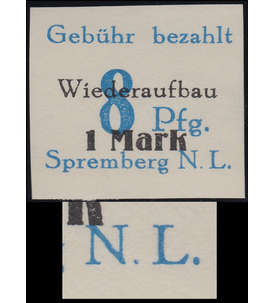 Gebühr bezahlt
Wiederaufbau
8 Pfg.
1 Mark
Spremberg N. L.
N. L.